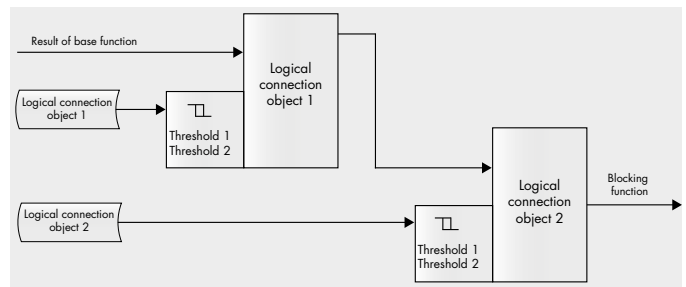 Result of base function
Logical
connection
object 1
Logical connection
object 1
Threshold 1
Threshold 2
Logical
connection
object 2
Blocking
function
Logical connection
object 2
Threshold 1
Threshold 2